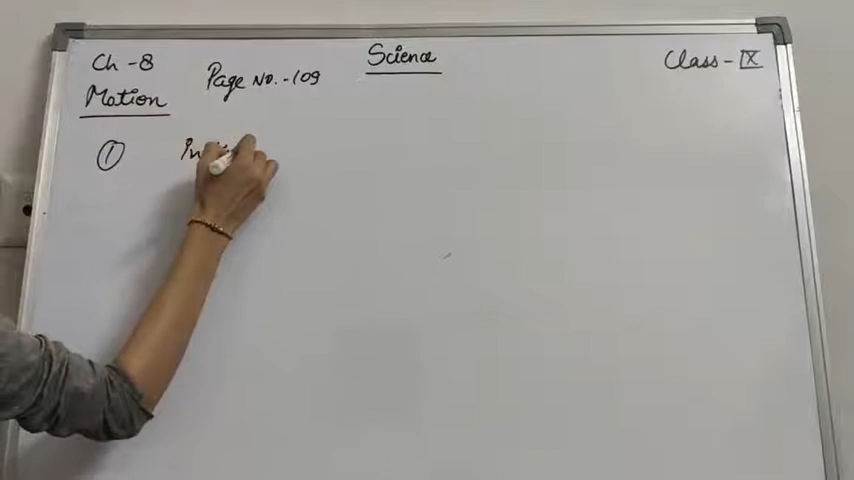 Science
Class - IX
Ch - 8
Page No. - 109
Motion
①